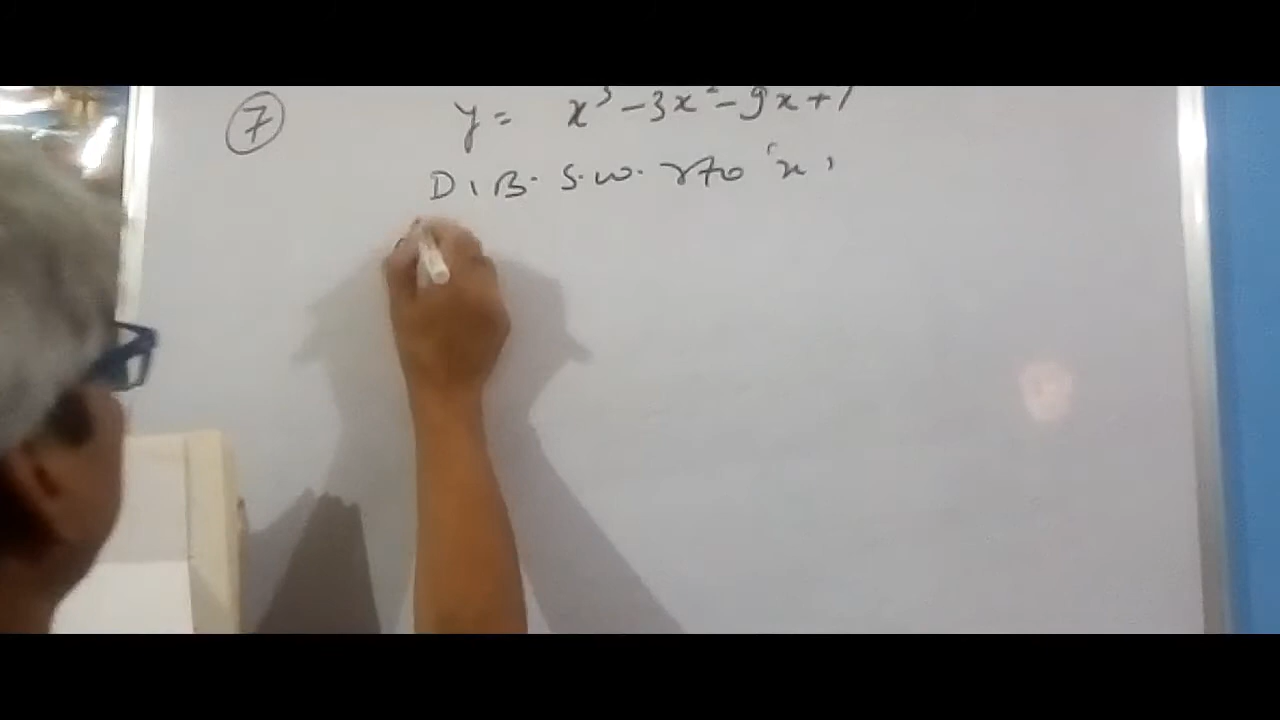 ⑦ y = x³ - 3x² - 9x + 1
D. B. S. w. r to 'x'